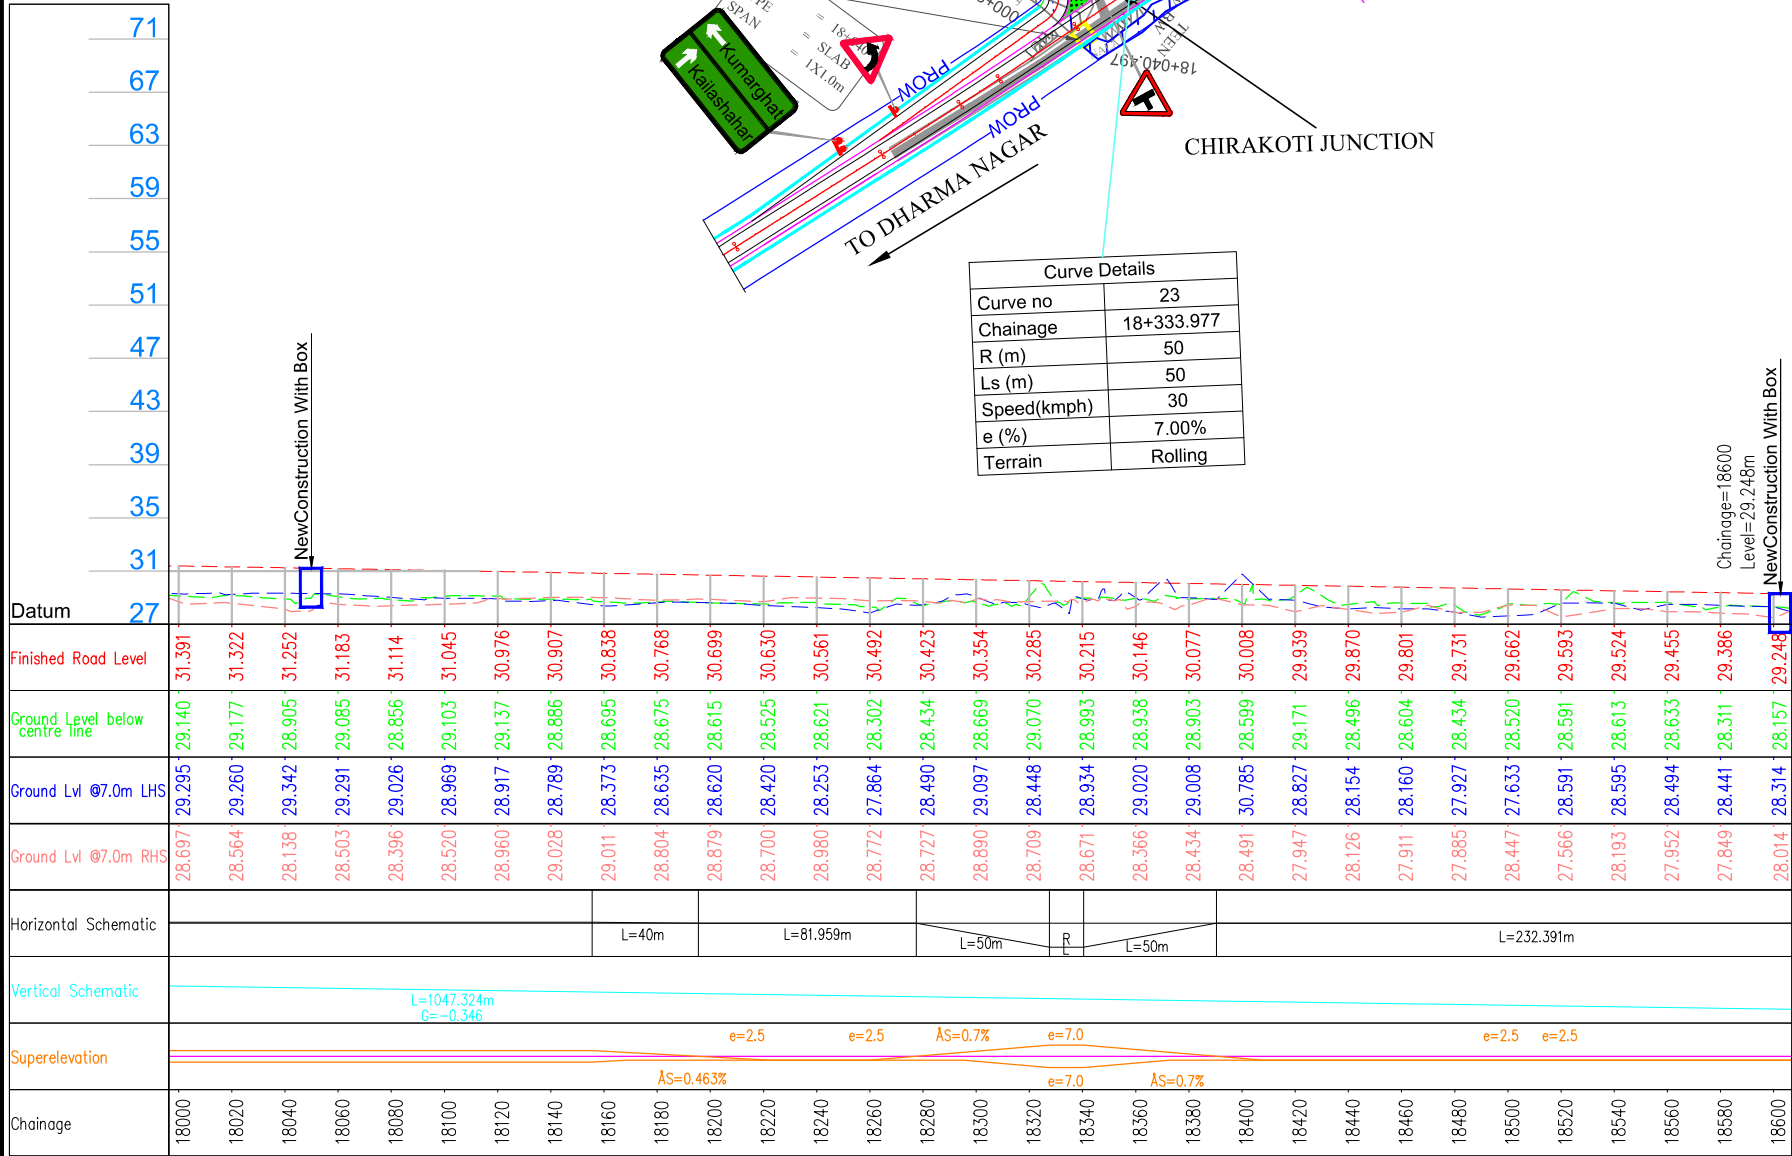 71
67
63
59
55
51
47
43
39
35
31
27
Datum
Kumarghat
Kailashahar
SPAN
= 1X1.0m
= SLAB
PROW
PROW
18+040.497
TO DHARMA NAGAR
CHIRAKOTI JUNCTION
Curve Details
Curve no 23
Chainage 18+333.977
R (m) 50
Ls (m) 50
Speed(kmph) 30
e (%) 7.00%
Terrain Rolling
NewConstruction With Box
Chainage=18600
Level=29.248m
NewConstruction With Box
Finished Road Level 31.391 31.322 31.252 31.183 31.114 31.045 30.976 30.907 30.838 30.768 30.699 30.630 30.561 30.492 30.423 30.354 30.285 30.215 30.146 30.077 30.008 29.939 29.870 29.801 29.731 29.662 29.593 29.524 29.455 29.386 29.248
Ground Level below
centre line 29.140 29.177 28.905 29.085 28.856 29.103 29.137 28.886 28.695 28.675 28.615 28.525 28.621 28.302 28.434 28.669 29.070 28.993 28.938 28.903 28.599 29.171 28.496 28.604 28.434 28.520 28.591 28.613 28.633 28.311 28.157
Ground Lvl @7.0m LHS 29.295 29.260 29.342 29.291 29.026 28.969 28.917 28.789 28.373 28.635 28.620 28.420 28.253 27.864 28.490 29.097 28.448 28.934 29.020 29.008 30.785 28.827 28.154 28.160 27.927 27.633 28.591 28.595 28.494 28.441 28.314
Ground Lvl @7.0m RHS 28.697 28.564 28.138 28.503 28.396 28.520 28.960 29.028 29.011 28.804 28.879 28.700 28.980 28.772 28.727 28.890 28.709 28.671 28.366 28.434 28.491 27.947 28.126 27.911 27.885 28.447 27.566 28.193 27.952 27.849 28.014
Horizontal Schematic L=40m L=81.959m L=50m R L L=50m L=232.391m
Vertical Schematic L=1047.324m
G=-0.346
Superelevation e=2.5 e=2.5 ÅS=0.7% e=7.0 e=2.5 e=2.5
ÅS=0.463% e=7.0 ÅS=0.7%
Chainage 18000 18020 18040 18060 18080 18100 18120 18140 18160 18180 18200 18220 18240 18260 18280 18300 18320 18340 18360 18380 18400 18420 18440 18460 18480 18500 18520 18540 18560 18580 18600